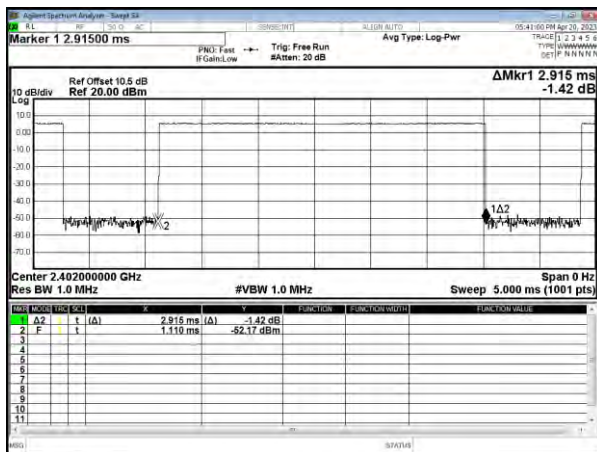 Agilent Spectrum Analyzer - Swept SA
RL RF 50 Ω AC SENSE:INT ALIGN AUTO 05:41:00 PM Apr 20, 2023
Marker 1 2.91500 ms Avg Type: Log-Pwr TRACE 1 2 3 4 5 6
PNO: Fast Trig: Free Run TYPE WWWWWW
IFGain:Low #Atten: 20 dB DET P N N N N N
Ref Offset 10.5 dB ΔMkr1 2.915 ms
10 dB/div Ref 20.00 dBm -1.42 dB
Log
10.0
0.00
-10.0
-20.0
-30.0
-40.0
-50.0
-60.0
-70.0
1Δ2
2
Center 2.402000000 GHz Span 0 Hz
Res BW 1.0 MHz #VBW 1.0 MHz Sweep 5.000 ms (1001 pts)
MKR MODE TRC SCL X Y FUNCTION FUNCTION WIDTH FUNCTION VALUE
1 Δ2 1 t (Δ) 2.915 ms (Δ) -1.42 dB
2 F 1 t 1.110 ms -52.17 dBm
3
4
5
6
7
8
9
10
11
MSG STATUS